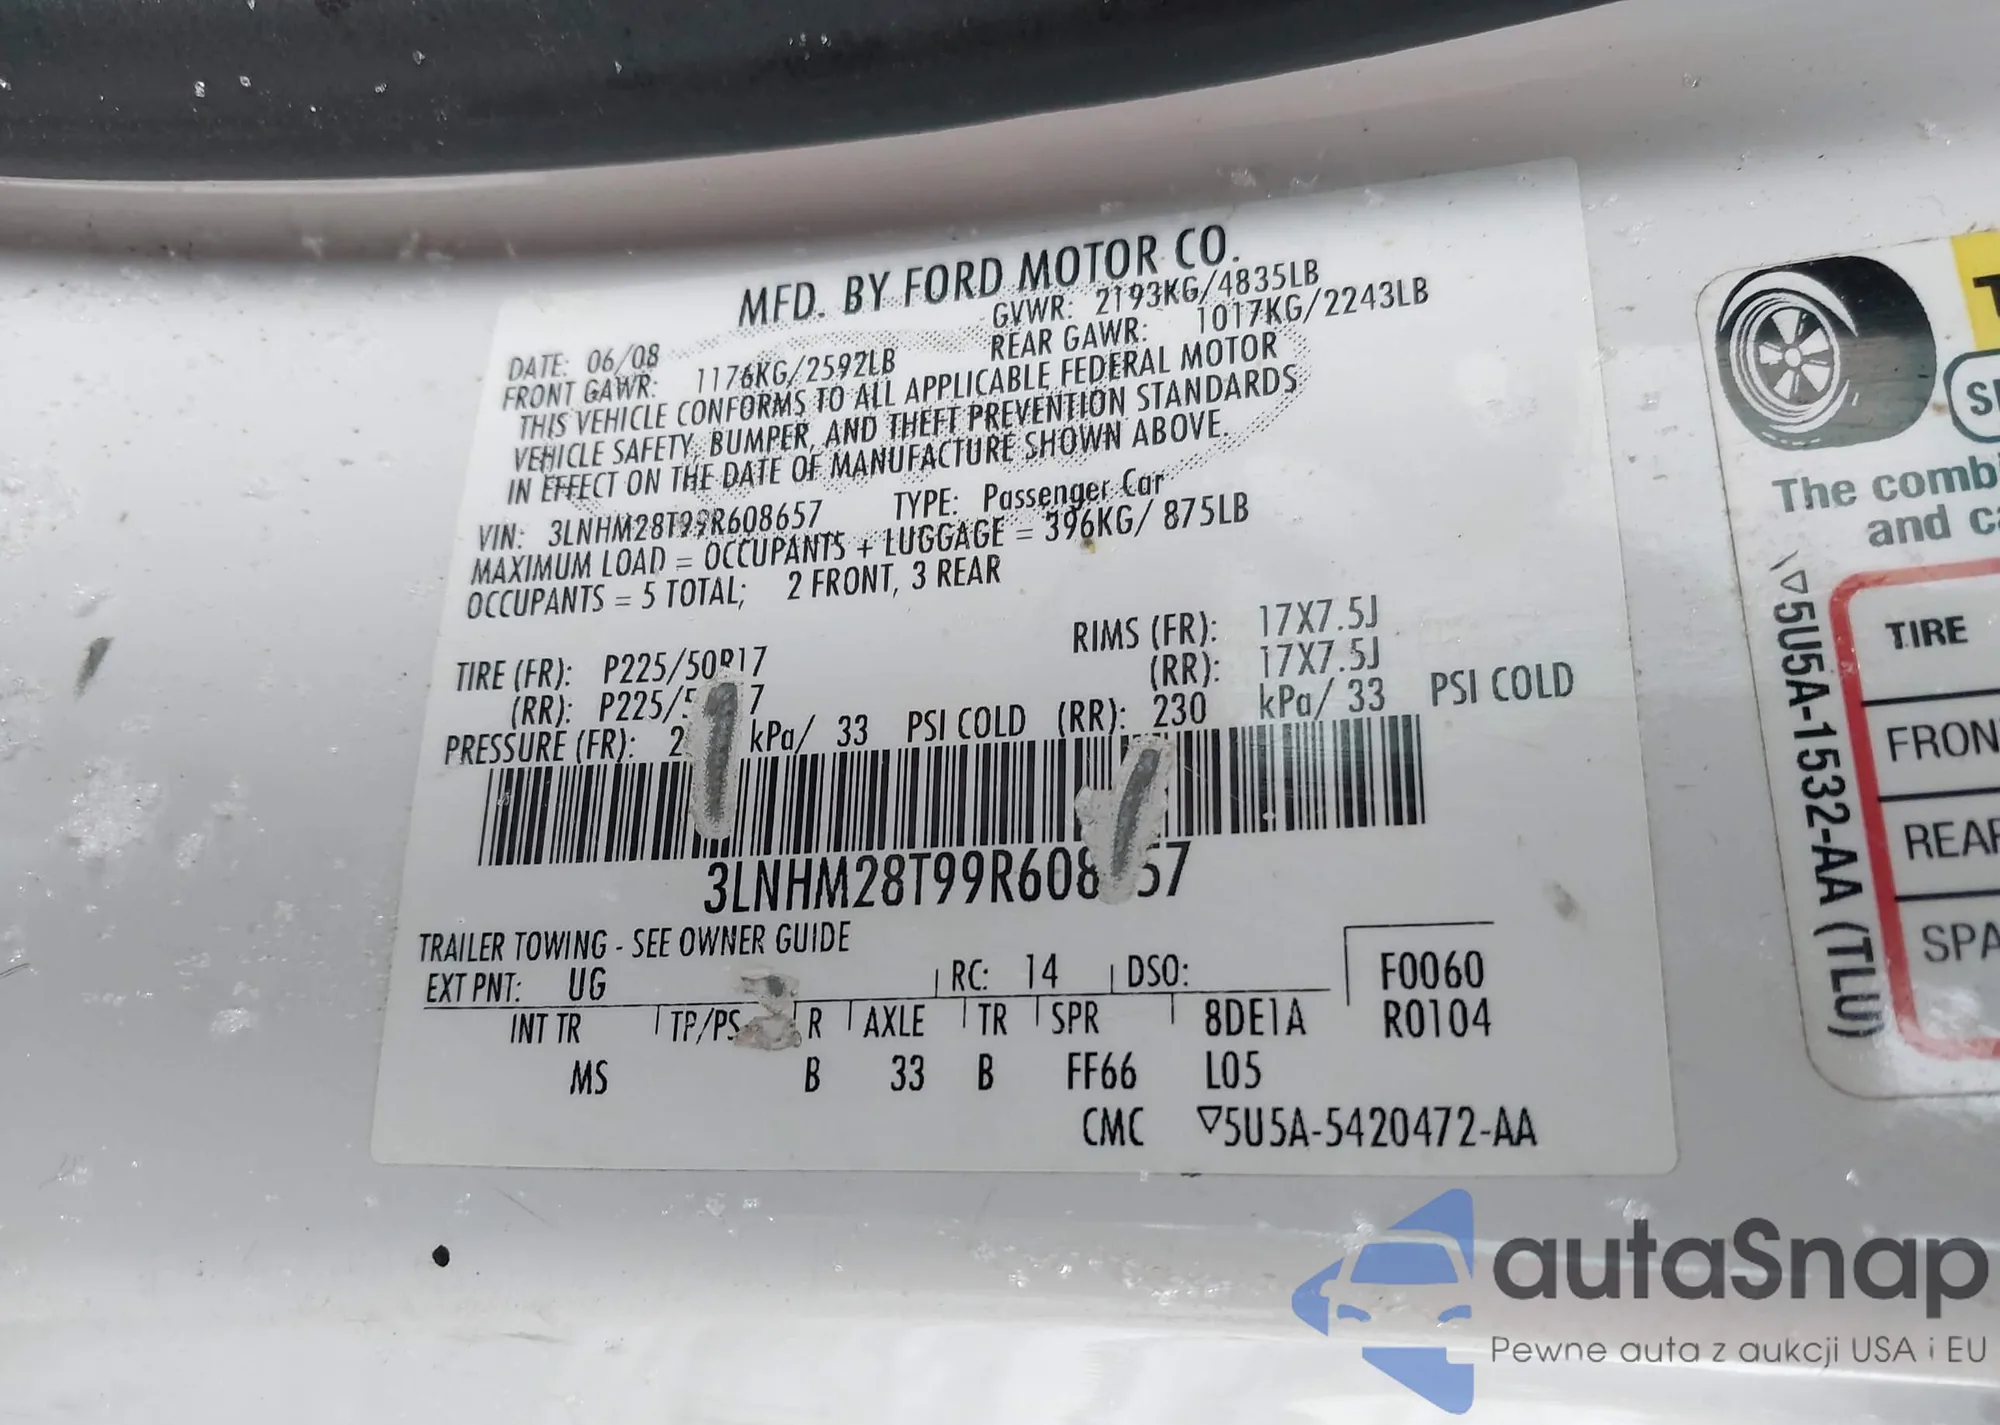 MFD. BY FORD MOTOR CO.
DATE: 06/08 GVWR: 2193KG/4835LB
FRONT GAWR: 1176KG/2592LB REAR GAWR: 1017KG/2243LB
THIS VEHICLE CONFORMS TO ALL APPLICABLE FEDERAL MOTOR
VEHICLE SAFETY, BUMPER, AND THEFT PREVENTION STANDARDS
IN EFFECT ON THE DATE OF MANUFACTURE SHOWN ABOVE.
VIN: 3LNHM28T99R608657 TYPE: Passenger Car
MAXIMUM LOAD = OCCUPANTS + LUGGAGE = 396KG/ 875LB
OCCUPANTS = 5 TOTAL; 2 FRONT, 3 REAR
TIRE (FR): P225/50R17 RIMS (FR): 17X7.5J
(RR): (RR): 17X7.5J
PRESSURE (FR): kPa/ 33 PSI COLD (RR): 230 kPa/ 33 PSI COLD
TRAILER TOWING - SEE OWNER GUIDE
EXT PNT: UG RC: 14 DSO: F0060
INT TR TP/PS R AXLE TR SPR 8DE1A R0104
MS B 33 B FF66 L05
CMC ▽5U5A-5420472-AA
The
and
▽5U5A-1532-AA (TLU)
TIRE
autaSnap
Pewne auta z aukcji USA i EU